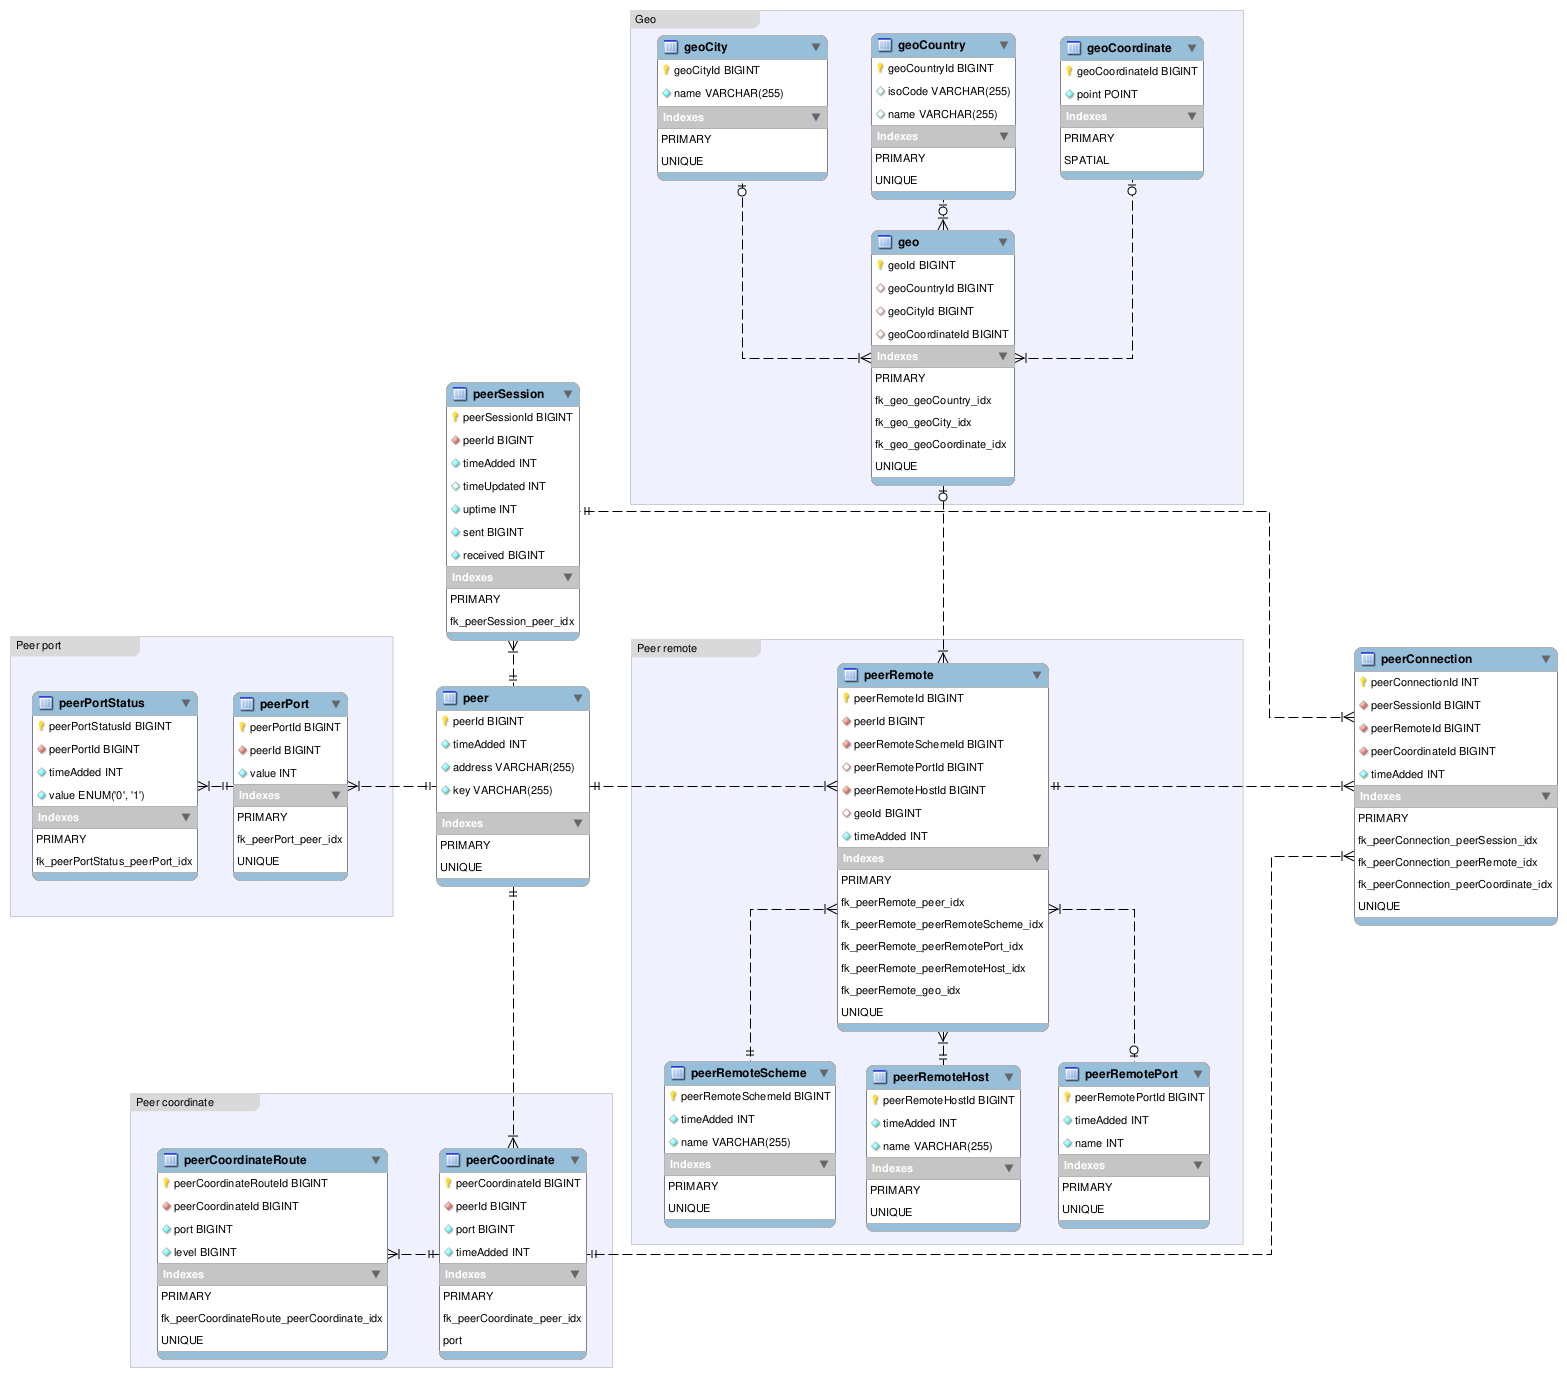 Geo
geoCity
geoCityId BIGINT
name VARCHAR(255)
Indexes
PRIMARY
UNIQUE
geoCountry
geoCountryId BIGINT
isoCode VARCHAR(255)
name VARCHAR(255)
Indexes
PRIMARY
UNIQUE
geoCoordinate
geoCoordinateId BIGINT
point POINT
Indexes
PRIMARY
SPATIAL
geo
geoId BIGINT
geoCountryId BIGINT
geoCityId BIGINT
geoCoordinateId BIGINT
Indexes
PRIMARY
fk_geo_geoCountry_idx
fk_geo_geoCity_idx
fk_geo_geoCoordinate_idx
UNIQUE
peerSession
peerSessionId BIGINT
peerId BIGINT
timeAdded INT
timeUpdated INT
uptime INT
sent BIGINT
received BIGINT
Indexes
PRIMARY
fk_peerSession_peer_idx
Peer port
peerPortStatus
peerPortStatusId BIGINT
peerPortId BIGINT
timeAdded INT
value ENUM('0', '1')
Indexes
PRIMARY
fk_peerPortStatus_peerPort_idx
peerPort
peerPortId BIGINT
peerId BIGINT
value INT
Indexes
PRIMARY
fk_peerPort_peer_idx
UNIQUE
peer
peerId BIGINT
timeAdded INT
address VARCHAR(255)
key VARCHAR(255)
Indexes
PRIMARY
UNIQUE
Peer remote
peerRemote
peerRemoteId BIGINT
peerId BIGINT
peerRemoteSchemeId BIGINT
peerRemotePortId BIGINT
peerRemoteHostId BIGINT
geoId BIGINT
timeAdded INT
Indexes
PRIMARY
fk_peerRemote_peer_idx
fk_peerRemote_peerRemoteScheme_idx
fk_peerRemote_peerRemotePort_idx
fk_peerRemote_peerRemoteHost_idx
fk_peerRemote_geo_idx
UNIQUE
peerConnection
peerConnectionId INT
peerSessionId BIGINT
peerRemoteId BIGINT
peerCoordinateId BIGINT
timeAdded INT
Indexes
PRIMARY
fk_peerConnection_peerSession_idx
fk_peerConnection_peerRemote_idx
fk_peerConnection_peerCoordinate_idx
UNIQUE
peerRemoteScheme
peerRemoteSchemeId BIGINT
timeAdded INT
name VARCHAR(255)
Indexes
PRIMARY
UNIQUE
peerRemoteHost
peerRemoteHostId BIGINT
timeAdded INT
name VARCHAR(255)
Indexes
PRIMARY
UNIQUE
peerRemotePort
peerRemotePortId BIGINT
timeAdded INT
name INT
Indexes
PRIMARY
UNIQUE
Peer coordinate
peerCoordinateRoute
peerCoordinateRouteId BIGINT
peerCoordinateId BIGINT
port BIGINT
level BIGINT
Indexes
PRIMARY
fk_peerCoordinateRoute_peerCoordinate_idx
UNIQUE
peerCoordinate
peerCoordinateId BIGINT
peerId BIGINT
port BIGINT
timeAdded INT
Indexes
PRIMARY
fk_peerCoordinate_peer_idx
port